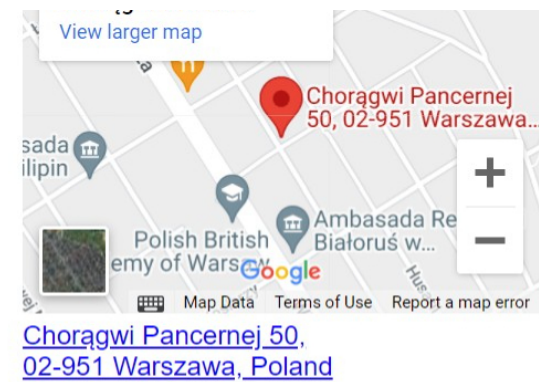 View larger map
Chorągwi Pancernej
50, 02-951 Warszawa...
sada
ilipin
Polish British
emy of Warsaw
Ambasada Re
Białoruś w...
Google
Map Data
Terms of Use
Report a map error
Chorągwi Pancernej 50,
02-951 Warszawa, Poland